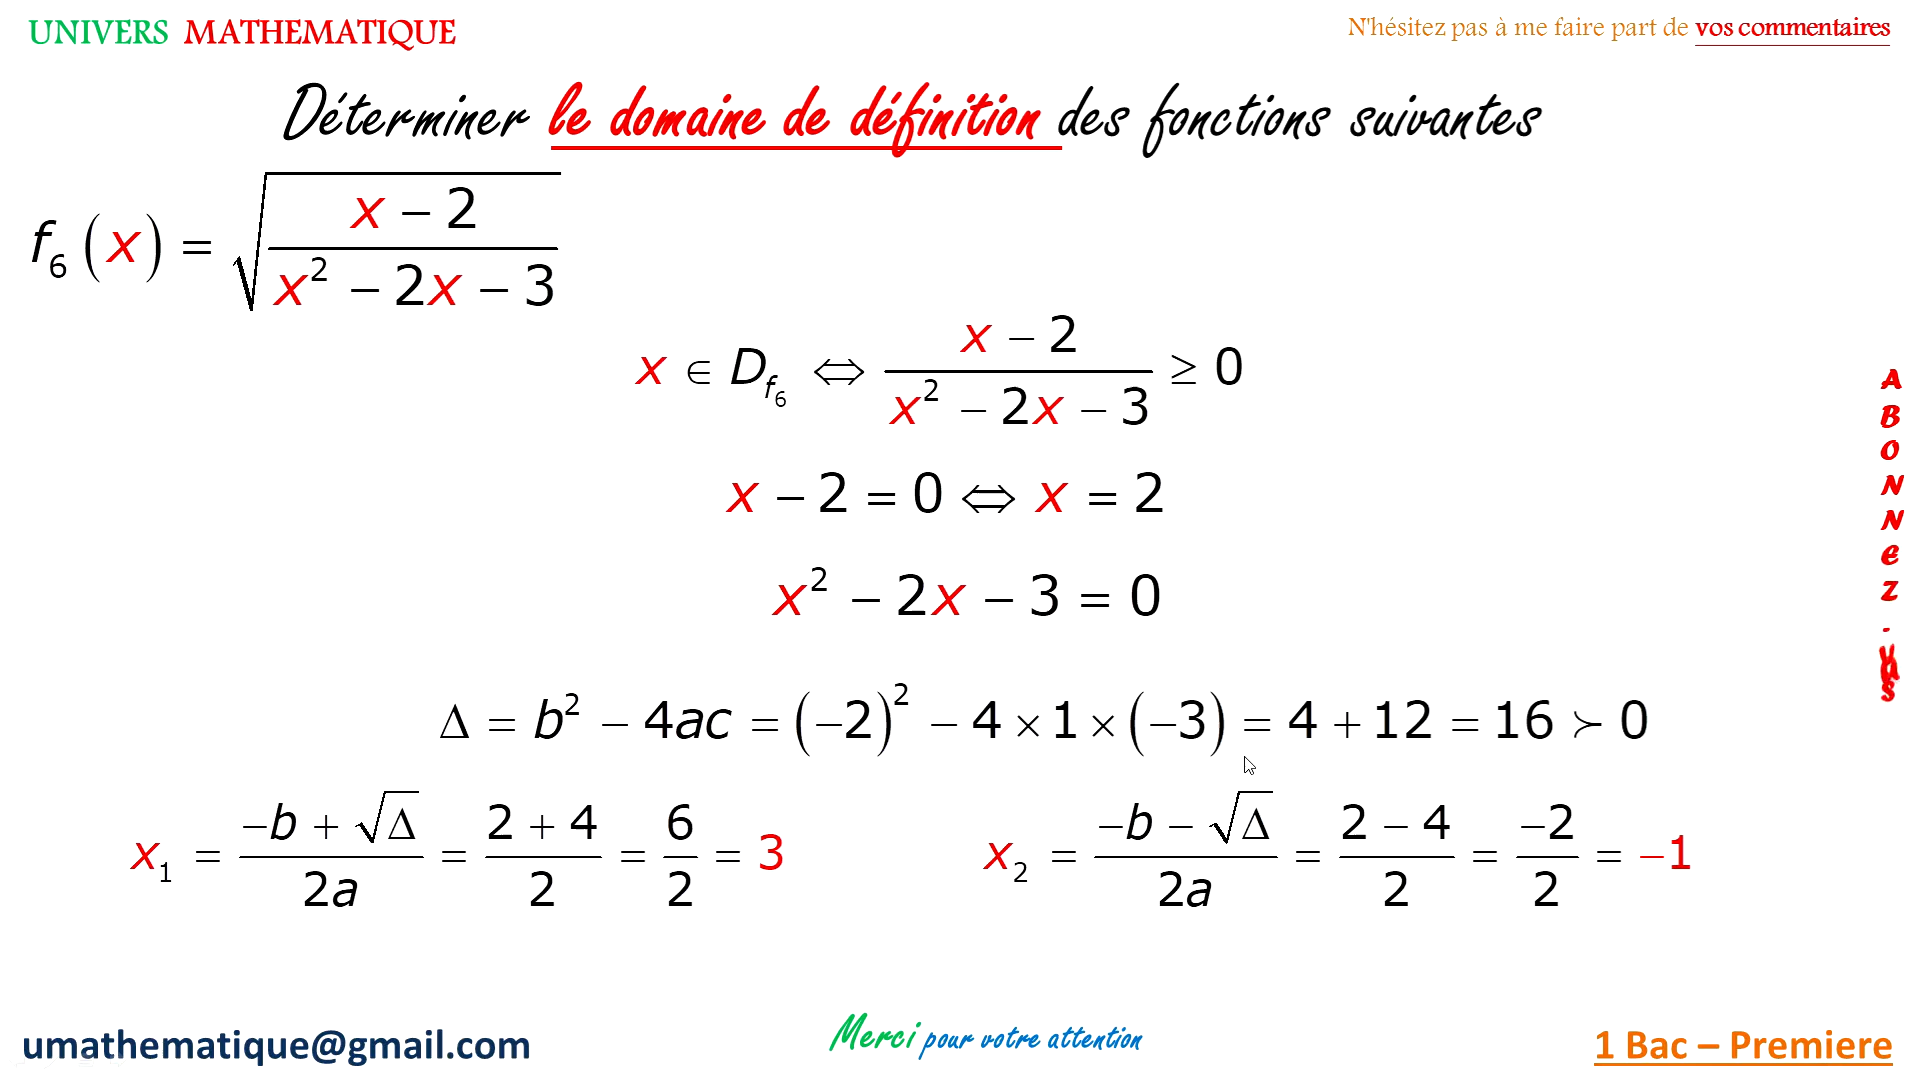 UNIVERS MATHEMATIQUE
N'hésitez pas à me faire part de vos commentaires
Déterminer le domaine de définition des fonctions suivantes
f₆(x) = √((x − 2)/(x² − 2x − 3))
x ∈ D_f₆ ⇔ (x − 2)/(x² − 2x − 3) ≥ 0
x − 2 = 0 ⇔ x = 2
x² − 2x − 3 = 0
Δ = b² − 4ac = (−2)² − 4 × 1 × (−3) = 4 + 12 = 16 ≻ 0
x₁ = (−b + √Δ)/(2a) = (2 + 4)/2 = 6/2 = 3
x₂ = (−b − √Δ)/(2a) = (2 − 4)/2 = −2/2 = −1
ABONNez-vous
umathematique@gmail.com
Merci pour votre attention
1 Bac – Premiere